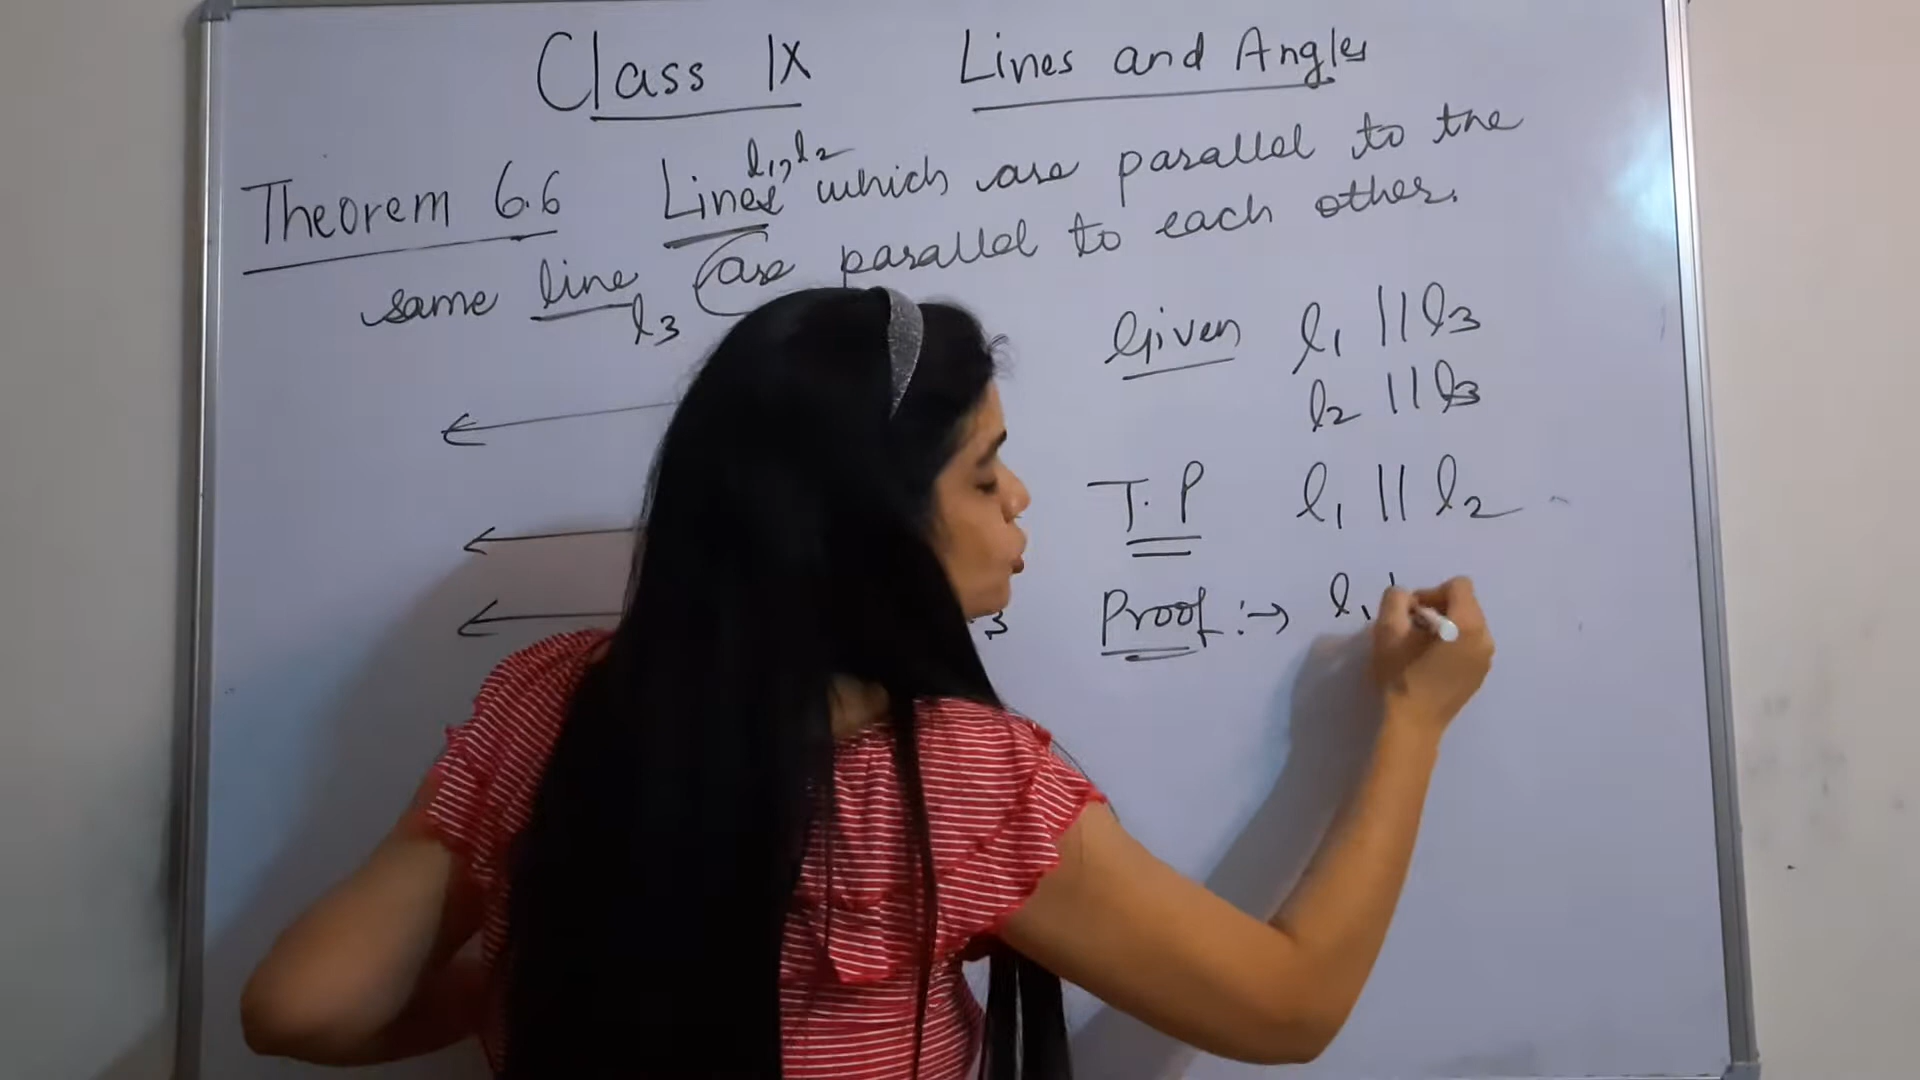 Class IX Lines and Angles
l1, l2
Theorem 6.6 Lines which are parallel to the
same line are parallel to each other.
l3
Given l1 || l3
l2 || l3
T.P l1 || l2
3
Proof :→ l1